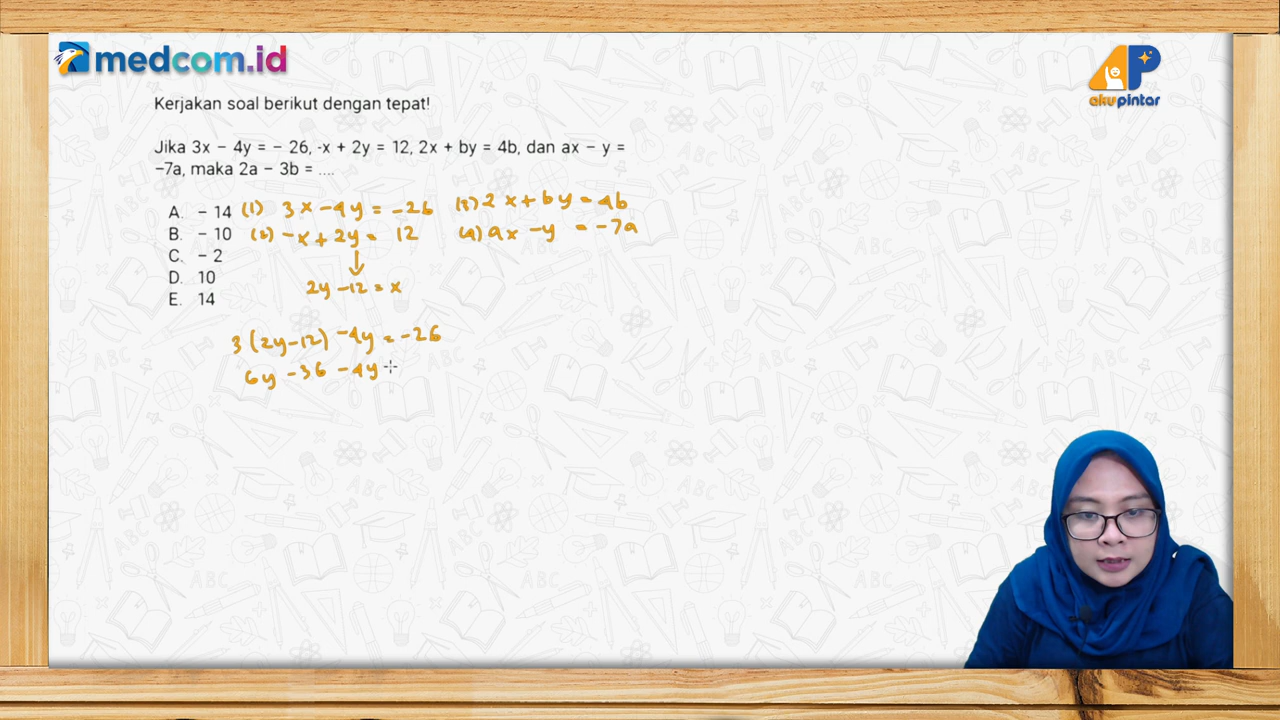 medcom.id
AP
akupintar
Kerjakan soal berikut dengan tepat!
Jika 3x − 4y = − 26, -x + 2y = 12, 2x + by = 4b, dan ax − y =
−7a, maka 2a − 3b = ....
A. − 14
B. − 10
C. − 2
D. 10
E. 14
(1) 3x − 4y = −26
(2) −x + 2y = 12
2y − 12 = x
(3) 2x + by = 4b
(4) ax − y = −7a
3(2y − 12) − 4y = −26
6y − 36 − 4y